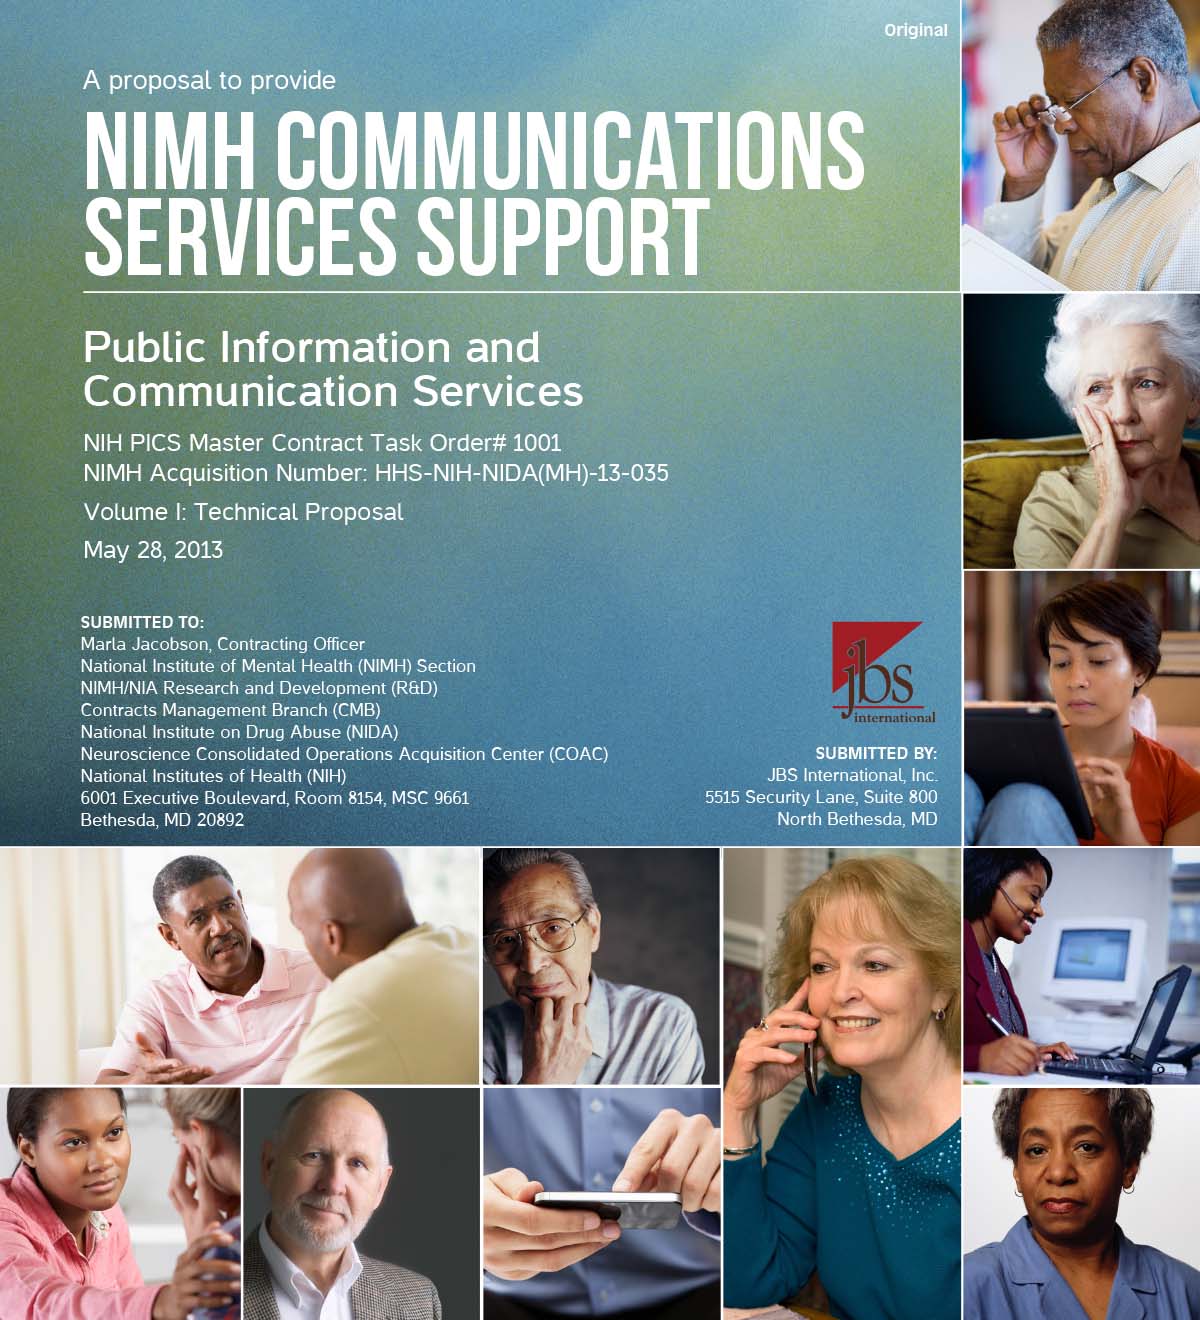 Original
A proposal to provide
NIMH COMMUNICATIONS
SERVICES SUPPORT
Public Information and
Communication Services
NIH PICS Master Contract Task Order# 1001
NIMH Acquisition Number: HHS-NIH-NIDA(MH)-13-035
Volume I: Technical Proposal
May 28, 2013
SUBMITTED TO:
Marla Jacobson, Contracting Officer
National Institute of Mental Health (NIMH) Section
NIMH/NIA Research and Development (R&D)
Contracts Management Branch (CMB)
National Institute on Drug Abuse (NIDA)
Neuroscience Consolidated Operations Acquisition Center (COAC)
National Institutes of Health (NIH)
6001 Executive Boulevard, Room 8154, MSC 9661
Bethesda, MD 20892
jbs
international
SUBMITTED BY:
JBS International, Inc.
5515 Security Lane, Suite 800
North Bethesda, MD